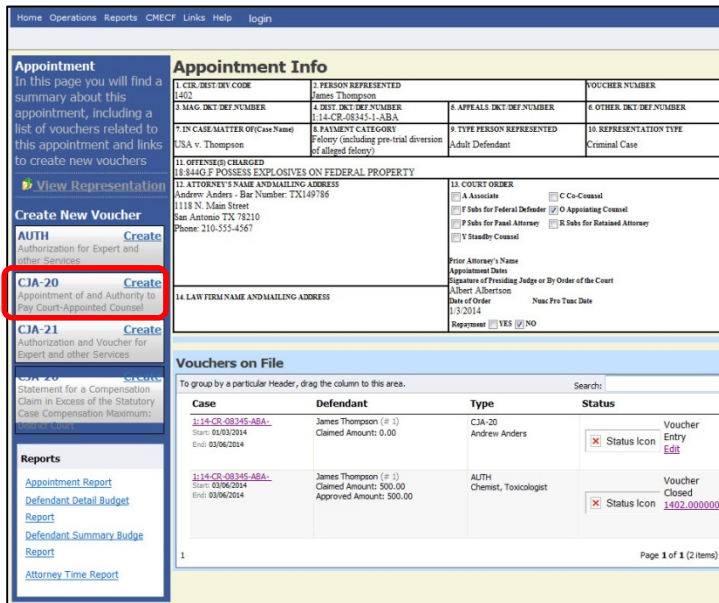 Home Operations Reports CMECF Links Help login
Appointment
In this page you will find a
summary about this
appointment, including a
list of vouchers related to
this appointment and links
to create new vouchers
View Representation
Create New Voucher
AUTH Create
Authorization for Expert and
other Services
CJA-20 Create
Appointment of and Authority to
Pay Court-Appointed Counsel
CJA-21 Create
Authorization and Voucher for
Expert and other Services
CJA-26 Create
Statement for a Compensation
Claim in Excess of the Statutory
Case Compensation Maximum:
District Court
Reports
Appointment Report
Defendant Detail Budget
Report
Defendant Summary Budge
Report
Attorney Time Report
Appointment Info
1. CIR./DIST/DIV.CODE 2. PERSON REPRESENTED VOUCHER NUMBER
1402 James Thompson
3. MAG. DKT/DEF.NUMBER 4. DIST. DKT/DEF.NUMBER 5. APPEALS. DKT/DEF.NUMBER 6. OTHER. DKT/DEF.NUMBER
1:14-CR-08345-1-ABA
7. IN CASE/MATTER OF(Case Name) 8. PAYMENT CATEGORY 9. TYPE PERSON REPRESENTED 10. REPRESENTATION TYPE
USA v. Thompson Felony (including pre-trial diversion Adult Defendant Criminal Case
of alleged felony)
11. OFFENSE(S) CHARGED
18:844G.F POSSESS EXPLOSIVES ON FEDERAL PROPERTY
12. ATTORNEY'S NAME AND MAILING ADDRESS
Andrew Anders - Bar Number: TX149786
1118 N. Main Street
San Antonio TX 78210
Phone: 210-555-4567
14. LAW FIRM NAME AND MAILING ADDRESS
13. COURT ORDER
A Associate C Co-Counsel
F Subs for Federal Defender O Appointing Counsel
P Subs for Panel Attorney R Subs for Retained Attorney
Y Standby Counsel
Prior Attorney's Name
Appointment Dates
Signature of Presiding Judge or By Order of the Court
Albert Albertson
Date of Order Nunc Pro Tunc Date
1/3/2014
Repayment YES NO
Vouchers on File
To group by a particular Header, drag the column to this area. Search:
Case Defendant Type Status
1:14-CR-08345-ABA- James Thompson (# 1) CJA-20 Voucher
Start: 01/03/2014 Claimed Amount: 0.00 Andrew Anders Status Icon Entry
End: 03/06/2014 Edit
1:14-CR-08345-ABA- James Thompson (# 1) AUTH Voucher
Start: 03/06/2014 Claimed Amount: 500.00 Chemist, Toxicologist Closed
End: 03/06/2014 Approved Amount: 500.00 Status Icon 1402.000000
1 Page 1 of 1 (2 items)